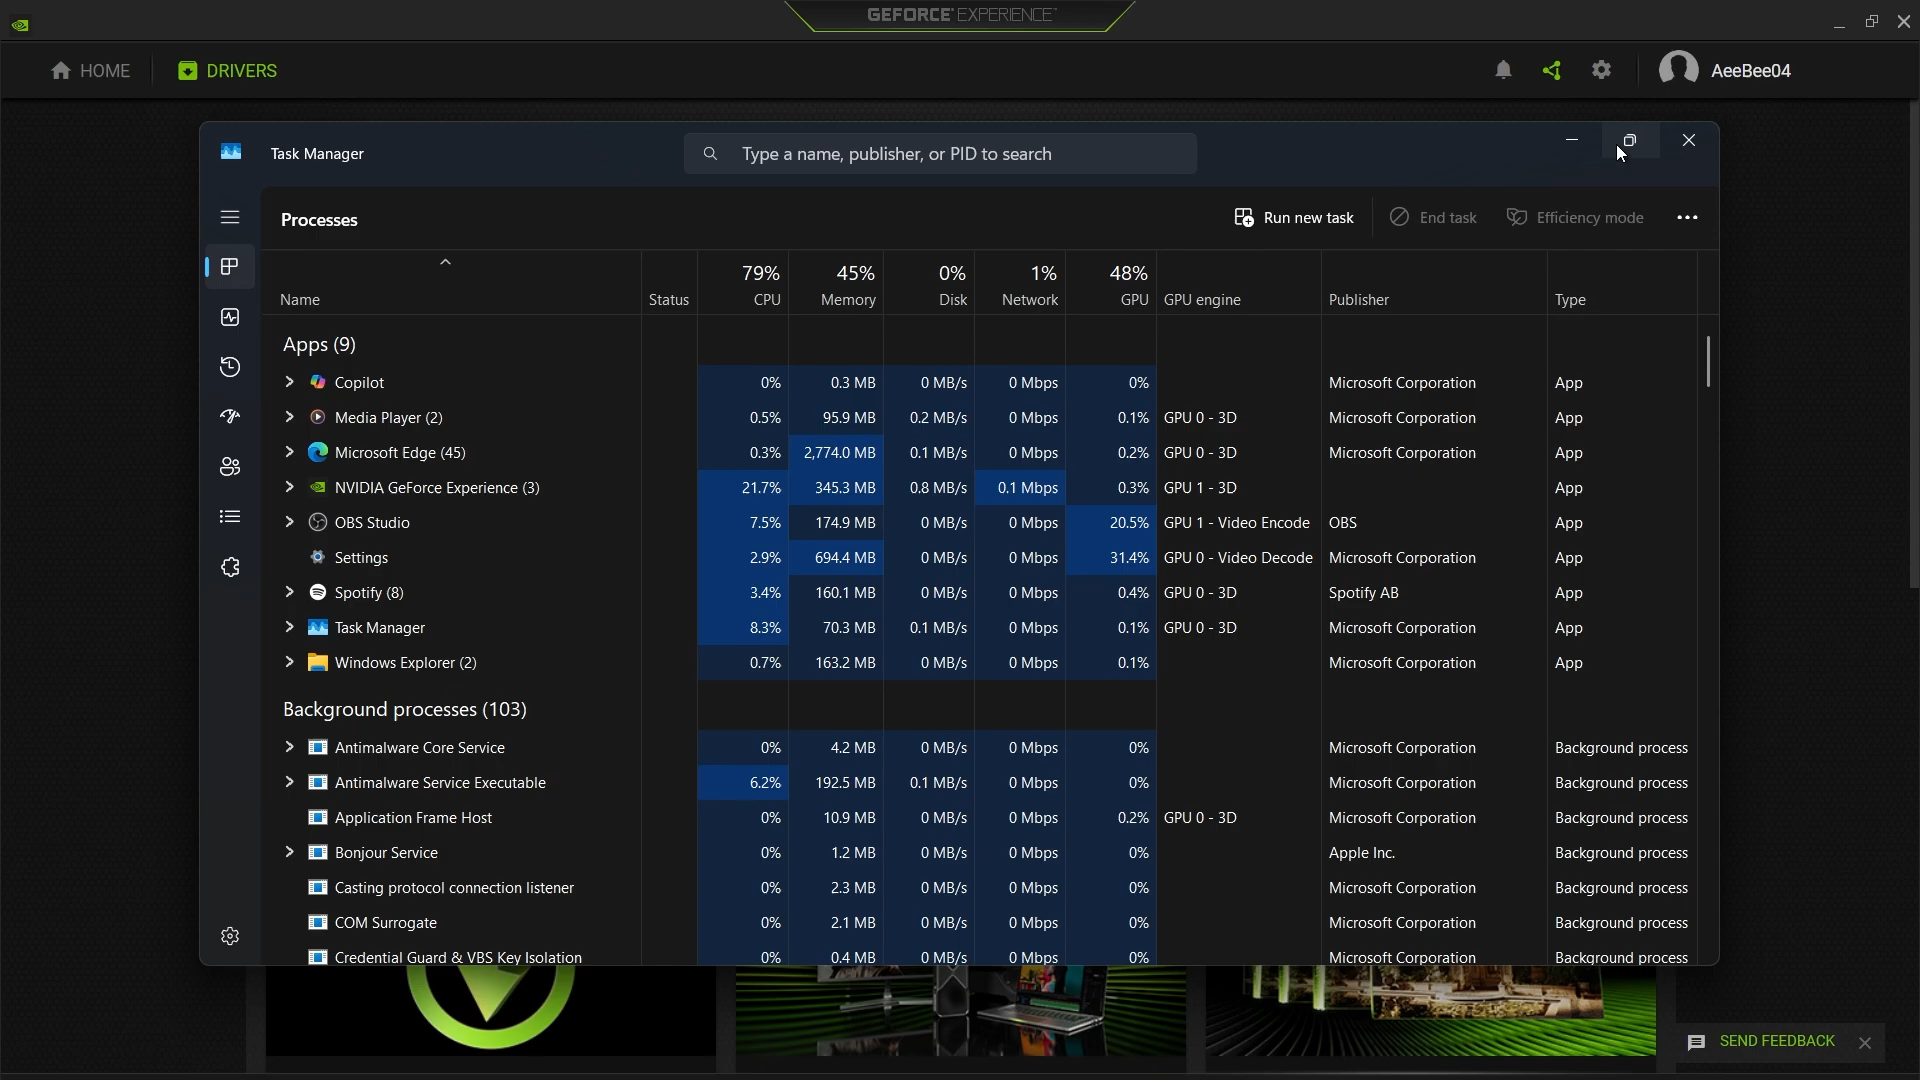 GEFORCE® EXPERIENCE™
HOME
DRIVERS
AeeBee04
Task Manager
Type a name, publisher, or PID to search
Processes
Run new task
End task
Efficiency mode
79% 45% 0% 1% 48%
Name Status CPU Memory Disk Network GPU GPU engine Publisher Type
Apps (9)
Copilot 0% 0.3 MB 0 MB/s 0 Mbps 0% Microsoft Corporation App
Media Player (2) 0.5% 95.9 MB 0.2 MB/s 0 Mbps 0.1% GPU 0 - 3D Microsoft Corporation App
Microsoft Edge (45) 0.3% 2,774.0 MB 0.1 MB/s 0 Mbps 0.2% GPU 0 - 3D Microsoft Corporation App
NVIDIA GeForce Experience (3) 21.7% 345.3 MB 0.8 MB/s 0.1 Mbps 0.3% GPU 1 - 3D App
OBS Studio 7.5% 174.9 MB 0 MB/s 0 Mbps 20.5% GPU 1 - Video Encode OBS App
Settings 2.9% 694.4 MB 0 MB/s 0 Mbps 31.4% GPU 0 - Video Decode Microsoft Corporation App
Spotify (8) 3.4% 160.1 MB 0 MB/s 0 Mbps 0.4% GPU 0 - 3D Spotify AB App
Task Manager 8.3% 70.3 MB 0.1 MB/s 0 Mbps 0.1% GPU 0 - 3D Microsoft Corporation App
Windows Explorer (2) 0.7% 163.2 MB 0 MB/s 0 Mbps 0.1% Microsoft Corporation App
Background processes (103)
Antimalware Core Service 0% 4.2 MB 0 MB/s 0 Mbps 0% Microsoft Corporation Background process
Antimalware Service Executable 6.2% 192.5 MB 0.1 MB/s 0 Mbps 0% Microsoft Corporation Background process
Application Frame Host 0% 10.9 MB 0 MB/s 0 Mbps 0.2% GPU 0 - 3D Microsoft Corporation Background process
Bonjour Service 0% 1.2 MB 0 MB/s 0 Mbps 0% Apple Inc. Background process
Casting protocol connection listener 0% 2.3 MB 0 MB/s 0 Mbps 0% Microsoft Corporation Background process
COM Surrogate 0% 2.1 MB 0 MB/s 0 Mbps 0% Microsoft Corporation Background process
Credential Guard & VBS Key Isolation 0% 0.4 MB 0 MB/s 0 Mbps 0% Microsoft Corporation Background process
SEND FEEDBACK